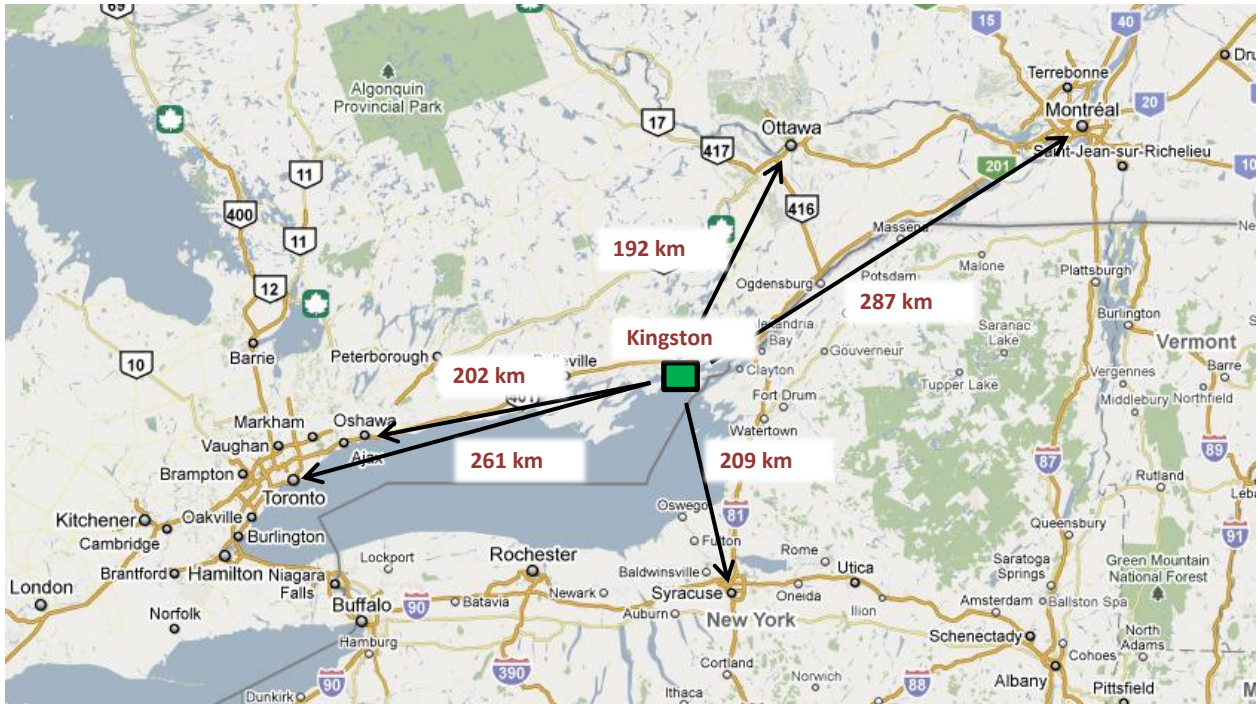 69
15
40
Dru
Terrebonne
Algonquin
Provincial Park
20
Montréal
17
Ottawa
417
Saint-Jean-sur-Richelieu
201
10
11
400
416
11
192 km
Massena
Ne
Malone
Potsdam
Plattsburgh
Ogdensburg
12
287 km
Kingston
Saranac
Lake
Burlington
Barrie
Peterborough
Bay
Gouverneur
Vermont
10
202 km
Clayton
Tupper Lake
Vergennes
Barre
401
Fort Drum
Middlebury
Northfield
Markham
Oshawa
Watertown
Vaughan
Ajax
Brampton
261 km
209 km
87
89
Rutland
Toronto
Leba
Kitchener
Oakville
Oswego
81
Queensbury
Cambridge
Burlington
Fulton
91
Lockport
Rochester
Rome
Saratoga
Springs
Green Mountain
National Forest
London
Brantford
Hamilton
Niagara
Falls
Baldwinsville
Utica
Syracuse
Oneida
Newark
Batavia
90
Auburn
Ilion
Amsterdam
Ballston Spa
Norfolk
Buffalo
New York
Schenectady
North
Adams
Hamburg
Cohoes
90
390
Cortland
88
Albany
Norwich
Dunkirk
Ithaca
Pittsfield
M